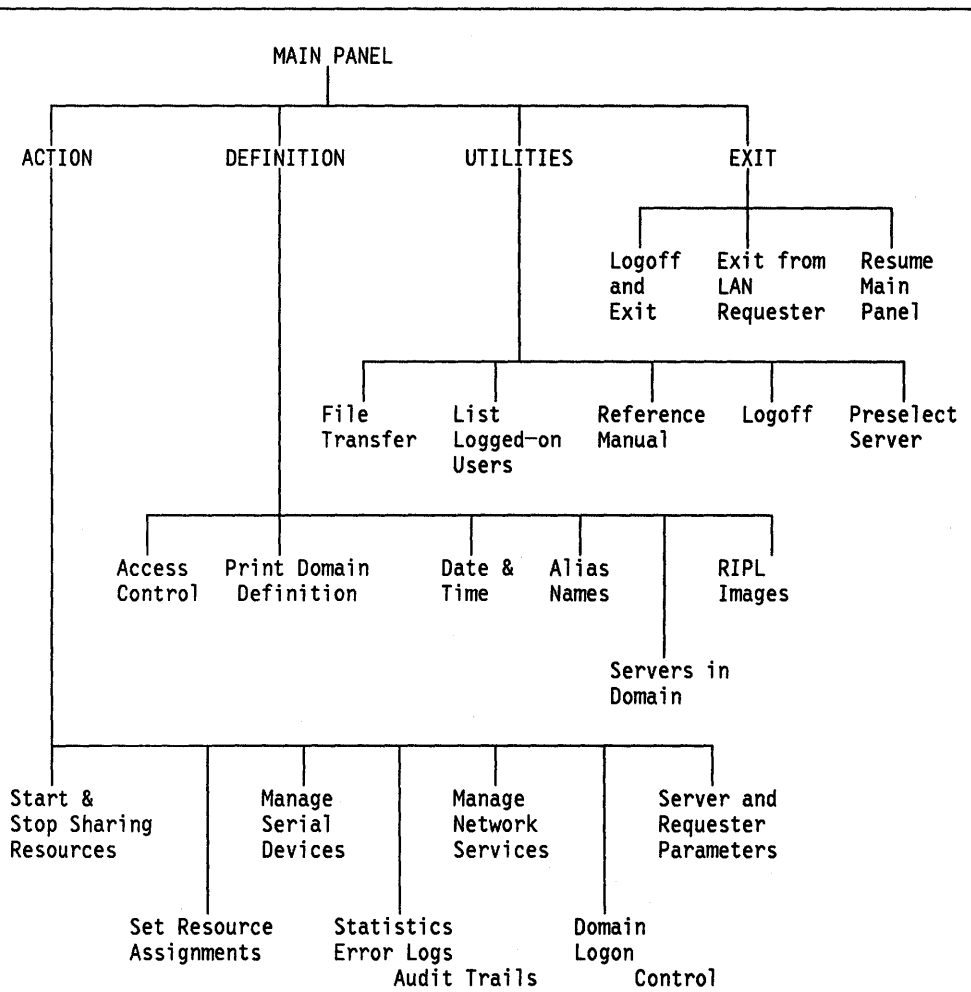 MAIN PANEL
ACTION DEFINITION UTILITIES EXIT
Logoff and Exit
Exit from LAN Requester
Resume Main Panel
File Transfer
List Logged-on Users
Reference Manual
Logoff
Preselect Server
Access Control
Print Domain Definition
Date & Time
Alias Names
RIPL Images
Servers in Domain
Start & Stop Sharing Resources
Manage Serial Devices
Manage Network Services
Server and Requester Parameters
Set Resource Assignments
Statistics Error Logs Audit Trails
Domain Logon Control